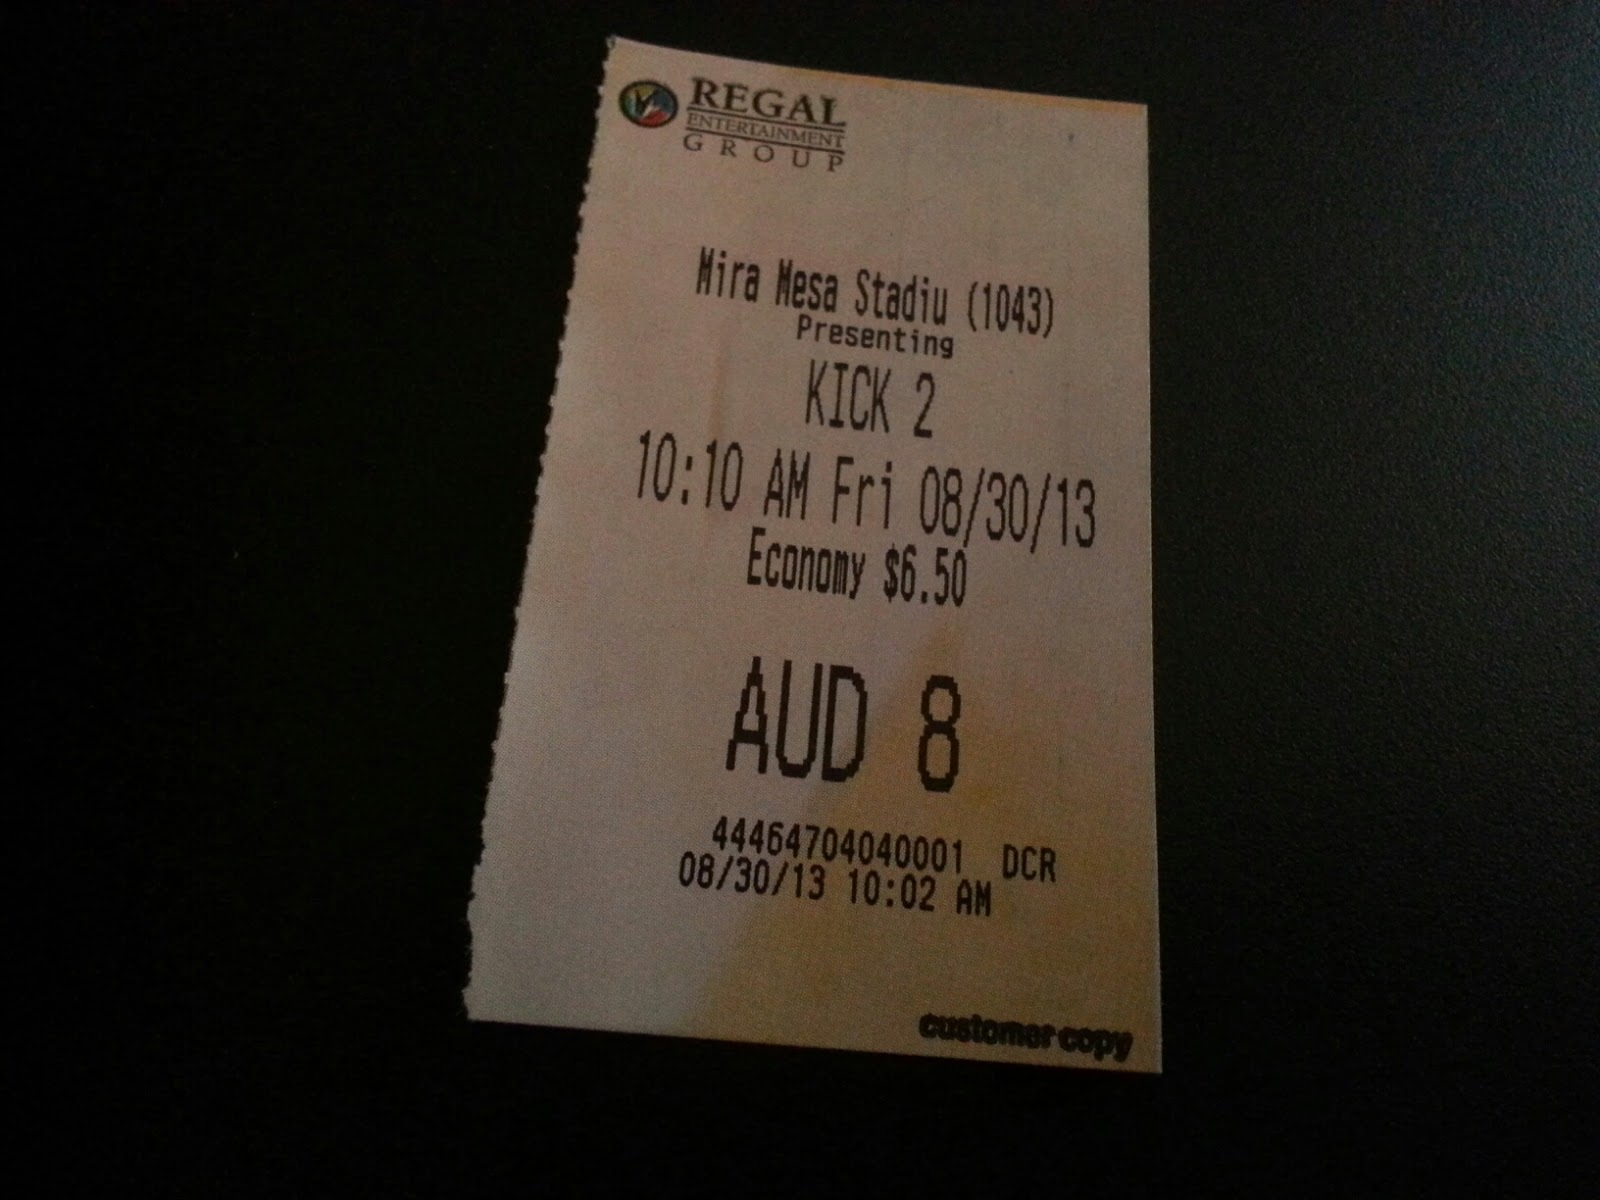 REGAL
ENTERTAINMENT
GROUP
Mira Mesa Stadiu (1043)
Presenting
KICK 2
10:10 AM Fri 08/30/13
Economy $6.50
AUD 8
44464704040001 DCR
08/30/13 10:02 AM
customer copy